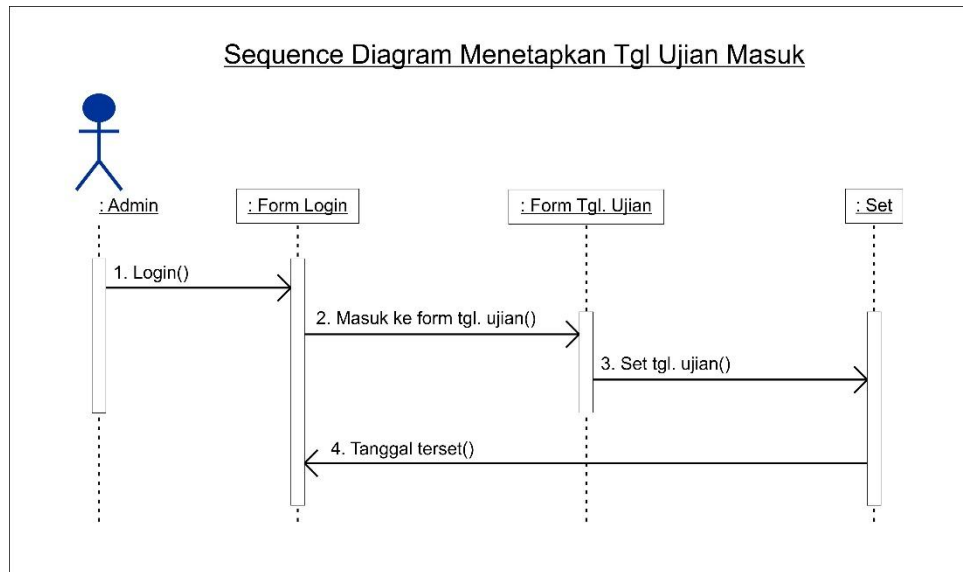 Sequence Diagram Menetapkan Tgl Ujian Masuk
: Admin
: Form Login
: Form Tgl. Ujian
: Set
1. Login()
2. Masuk ke form tgl. ujian()
3. Set tgl. ujian()
4. Tanggal terset()